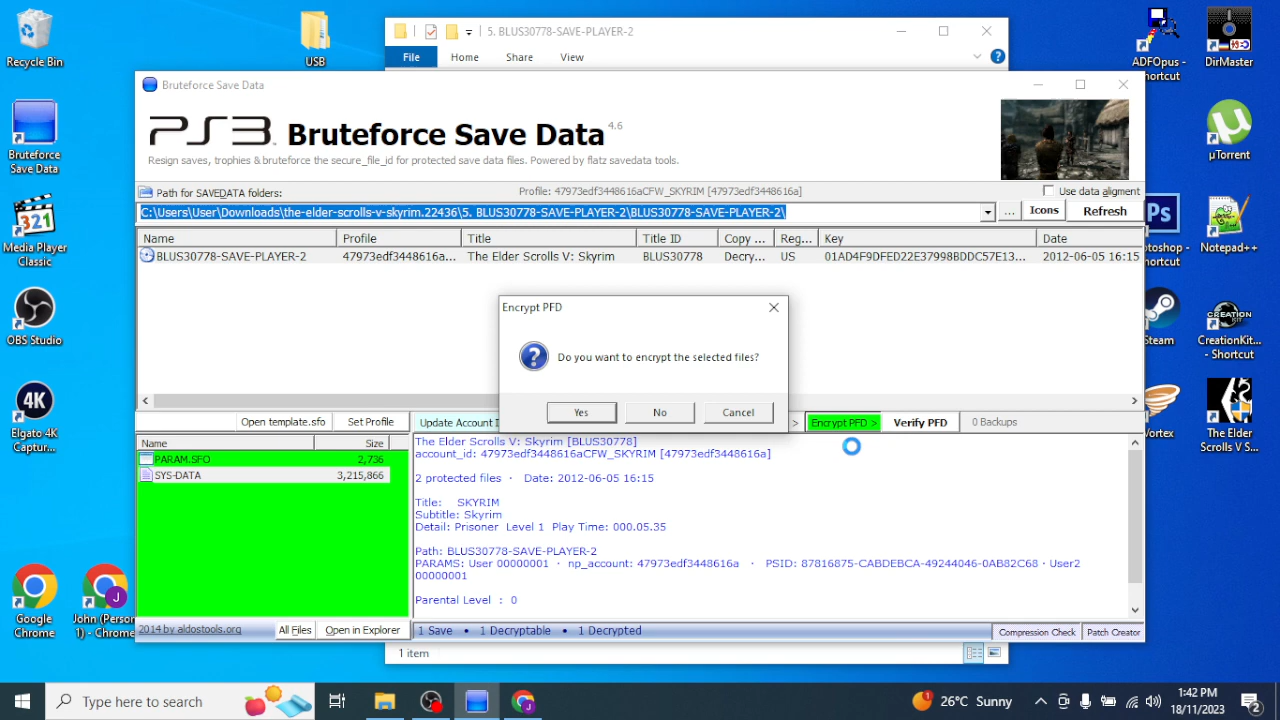 Recycle Bin
USB
Bruteforce
Save Data
Media Player
Classic
OBS Studio
Elgato 4K
Captur...
Google
Chrome
John (Perso
1) - Chrome
5. BLUS30778-SAVE-PLAYER-2
File
Home
Share
View
Bruteforce Save Data
PS3 Bruteforce Save Data 4.6
Resign saves, trophies & bruteforce the secure_file_id for protected save data files. Powered by flatz savedata tools.
Path for SAVEDATA folders:
Profile: 47973edf3448616aCFW_SKYRIM [47973edf3448616a]
Use data aligment
C:\Users\User\Downloads\the-elder-scrolls-v-skyrim.22436\5. BLUS30778-SAVE-PLAYER-2\BLUS30778-SAVE-PLAYER-2\
...
Icons
Refresh
Name Profile Title Title ID Copy ... Reg... Key Date
BLUS30778-SAVE-PLAYER-2 47973edf3448616a... The Elder Scrolls V: Skyrim BLUS30778 Decry... US 01AD4F9DFED22E37998BDDC57E13... 2012-06-05 16:15
Encrypt PFD
Do you want to encrypt the selected files?
Yes
No
Cancel
Open template.sfo
Set Profile
Update Account I
>
Encrypt PFD >
Verify PFD
0 Backups
Name Size
PARAM.SFO 2,736
SYS-DATA 3,215,866
The Elder Scrolls V: Skyrim [BLUS30778]
account_id: 47973edf3448616aCFW_SKYRIM [47973edf3448616a]
2 protected files · Date: 2012-06-05 16:15
Title: SKYRIM
Subtitle: Skyrim
Detail: Prisoner Level 1 Play Time: 000.05.35
Path: BLUS30778-SAVE-PLAYER-2
PARAMS: User 00000001 · np_account: 47973edf3448616a · PSID: 87816875-CABDEBCA-49244046-0AB82C68 · User2
00000001
Parental Level : 0
2014 by aldostools.org
All Files
Open in Explorer
1 Save • 1 Decryptable • 1 Decrypted
Compression Check
Patch Creator
1 item
ADFOpus -
Shortcut
DirMaster
µTorrent
Ps
otoshop -
hortcut
Notepad++
Steam
CREATION
KIT
CreationKit...
- Shortcut
Vortex
The Elder
Scrolls V S...
Type here to search
26°C Sunny
1:42 PM
18/11/2023
2